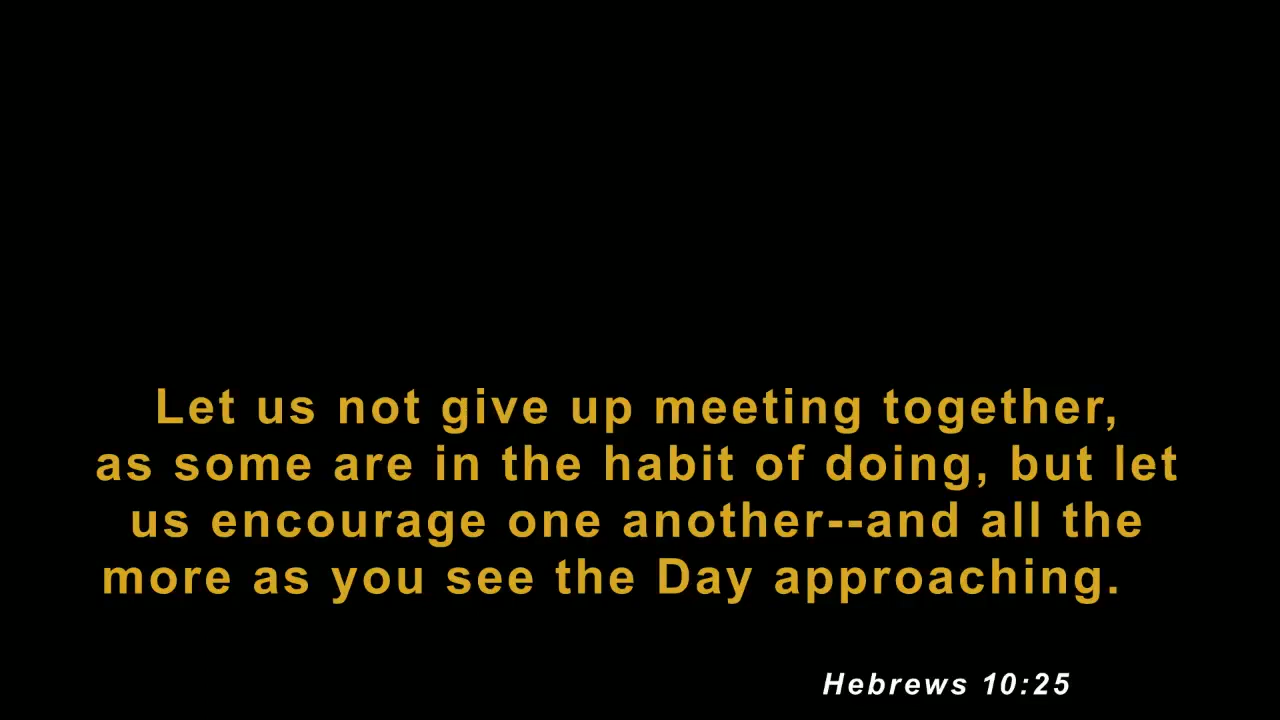 Let us not give up meeting together,
as some are in the habit of doing, but let
us encourage one another--and all the
more as you see the Day approaching.
Hebrews 10:25